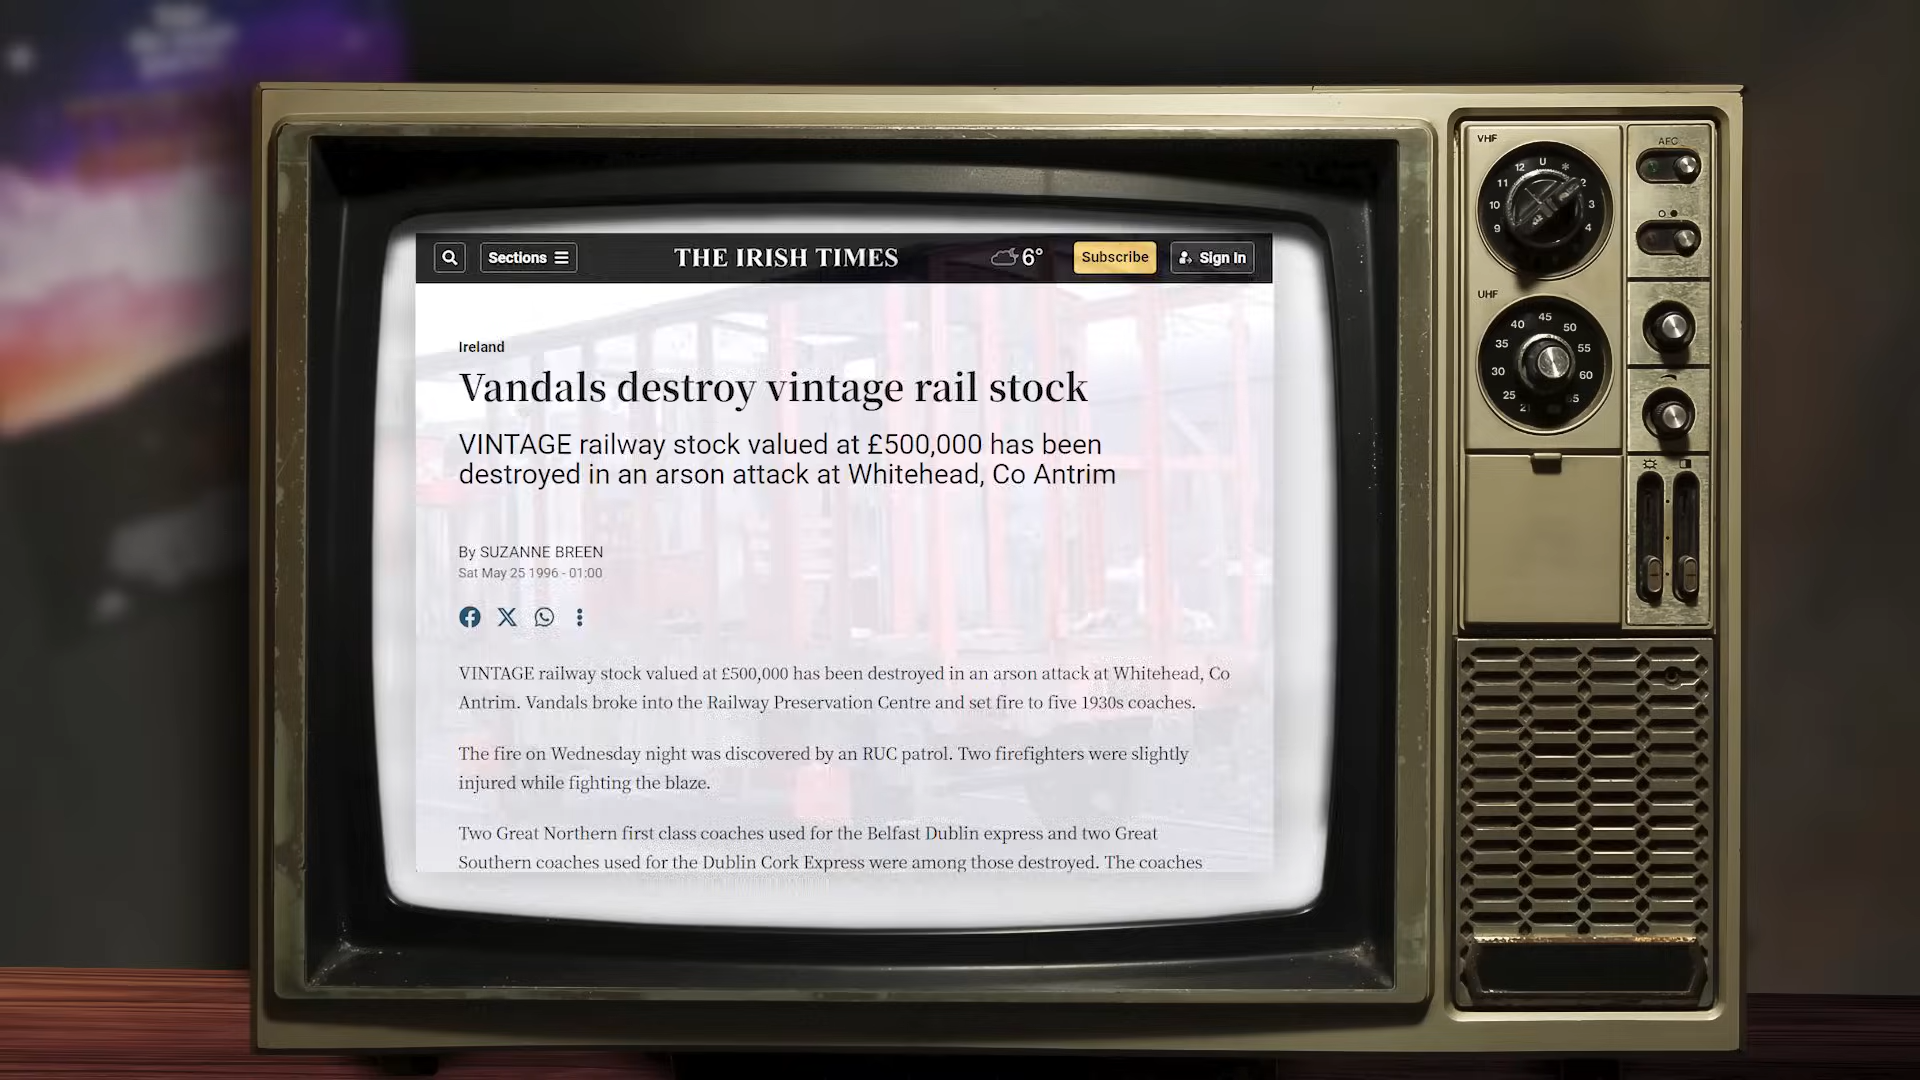 Sections
THE IRISH TIMES
6°
Subscribe
Sign In
Ireland
Vandals destroy vintage rail stock
VINTAGE railway stock valued at £500,000 has been
destroyed in an arson attack at Whitehead, Co Antrim
By SUZANNE BREEN
Sat May 25 1996 - 01:00
VINTAGE railway stock valued at £500,000 has been destroyed in an arson attack at Whitehead, Co
Antrim. Vandals broke into the Railway Preservation Centre and set fire to five 1930s coaches.
The fire on Wednesday night was discovered by an RUC patrol. Two firefighters were slightly
injured while fighting the blaze.
Two Great Northern first class coaches used for the Belfast Dublin express and two Great
Southern coaches used for the Dublin Cork Express were among those destroyed. The coaches
VHF
AFC
12 U
11 2
10 3
9 4
UHF
40 45 50
35 55
30 60
25